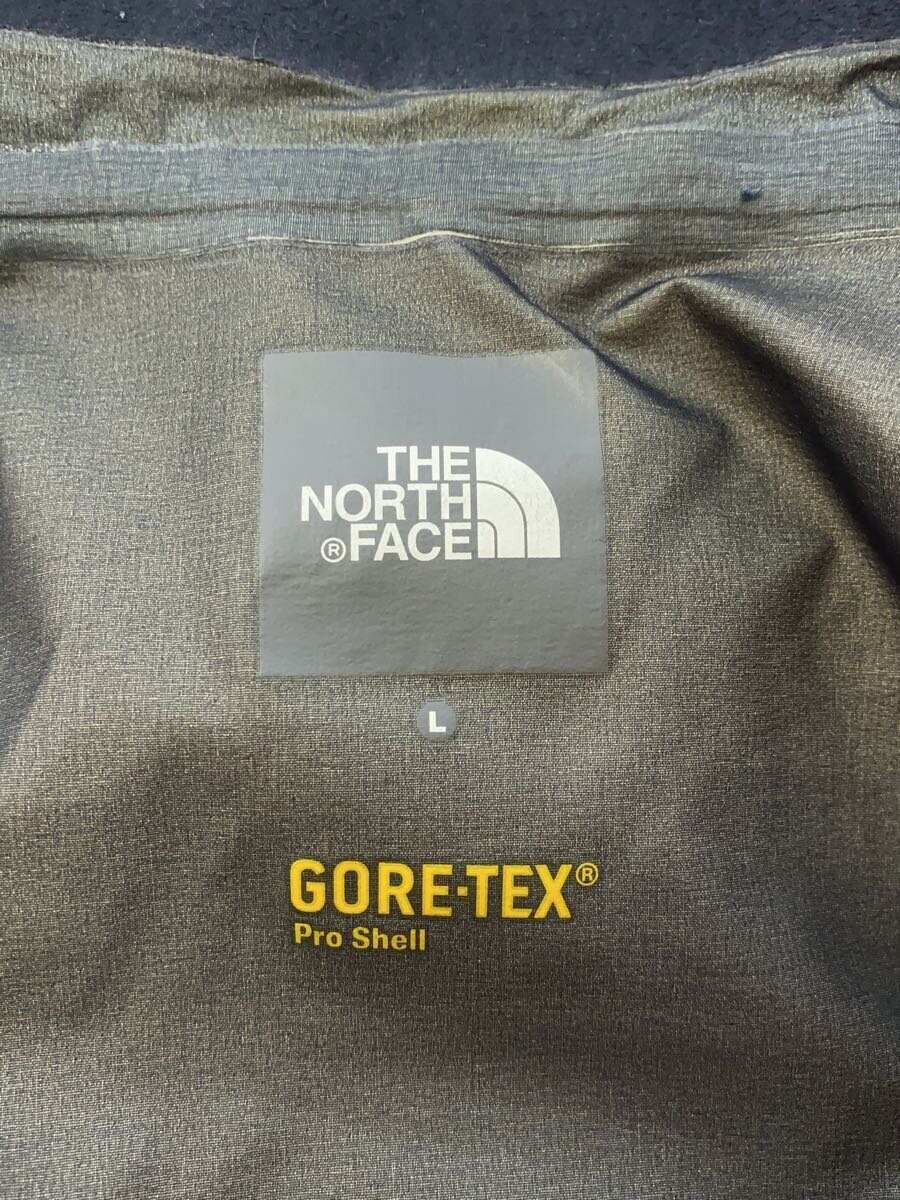 THE
NORTH
®FACE
L
GORE-TEX®
Pro Shell